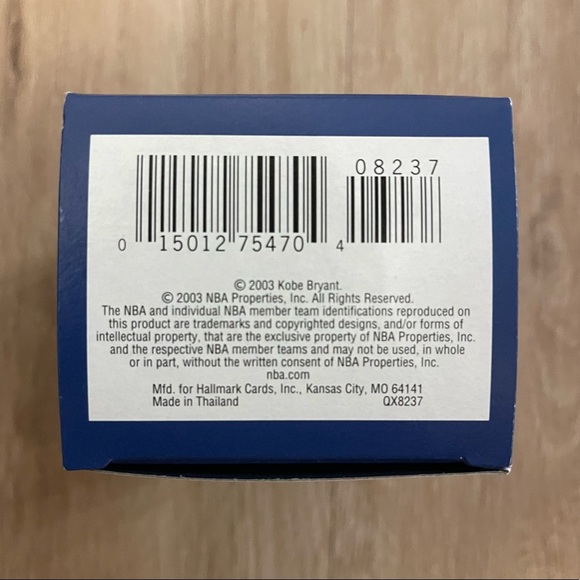 08237
0 15012 75470 4
© 2003 Kobe Bryant.
© 2003 NBA Properties, Inc. All Rights Reserved.
The NBA and individual NBA member team identifications reproduced on
this product are trademarks and copyrighted designs, and/or forms of
intellectual property, that are the exclusive property of NBA Properties, Inc.
and the respective NBA member teams and may not be used, in whole
or in part, without the written consent of NBA Properties, Inc.
nba.com
Mfd. for Hallmark Cards, Inc., Kansas City, MO 64141
Made in Thailand QX8237